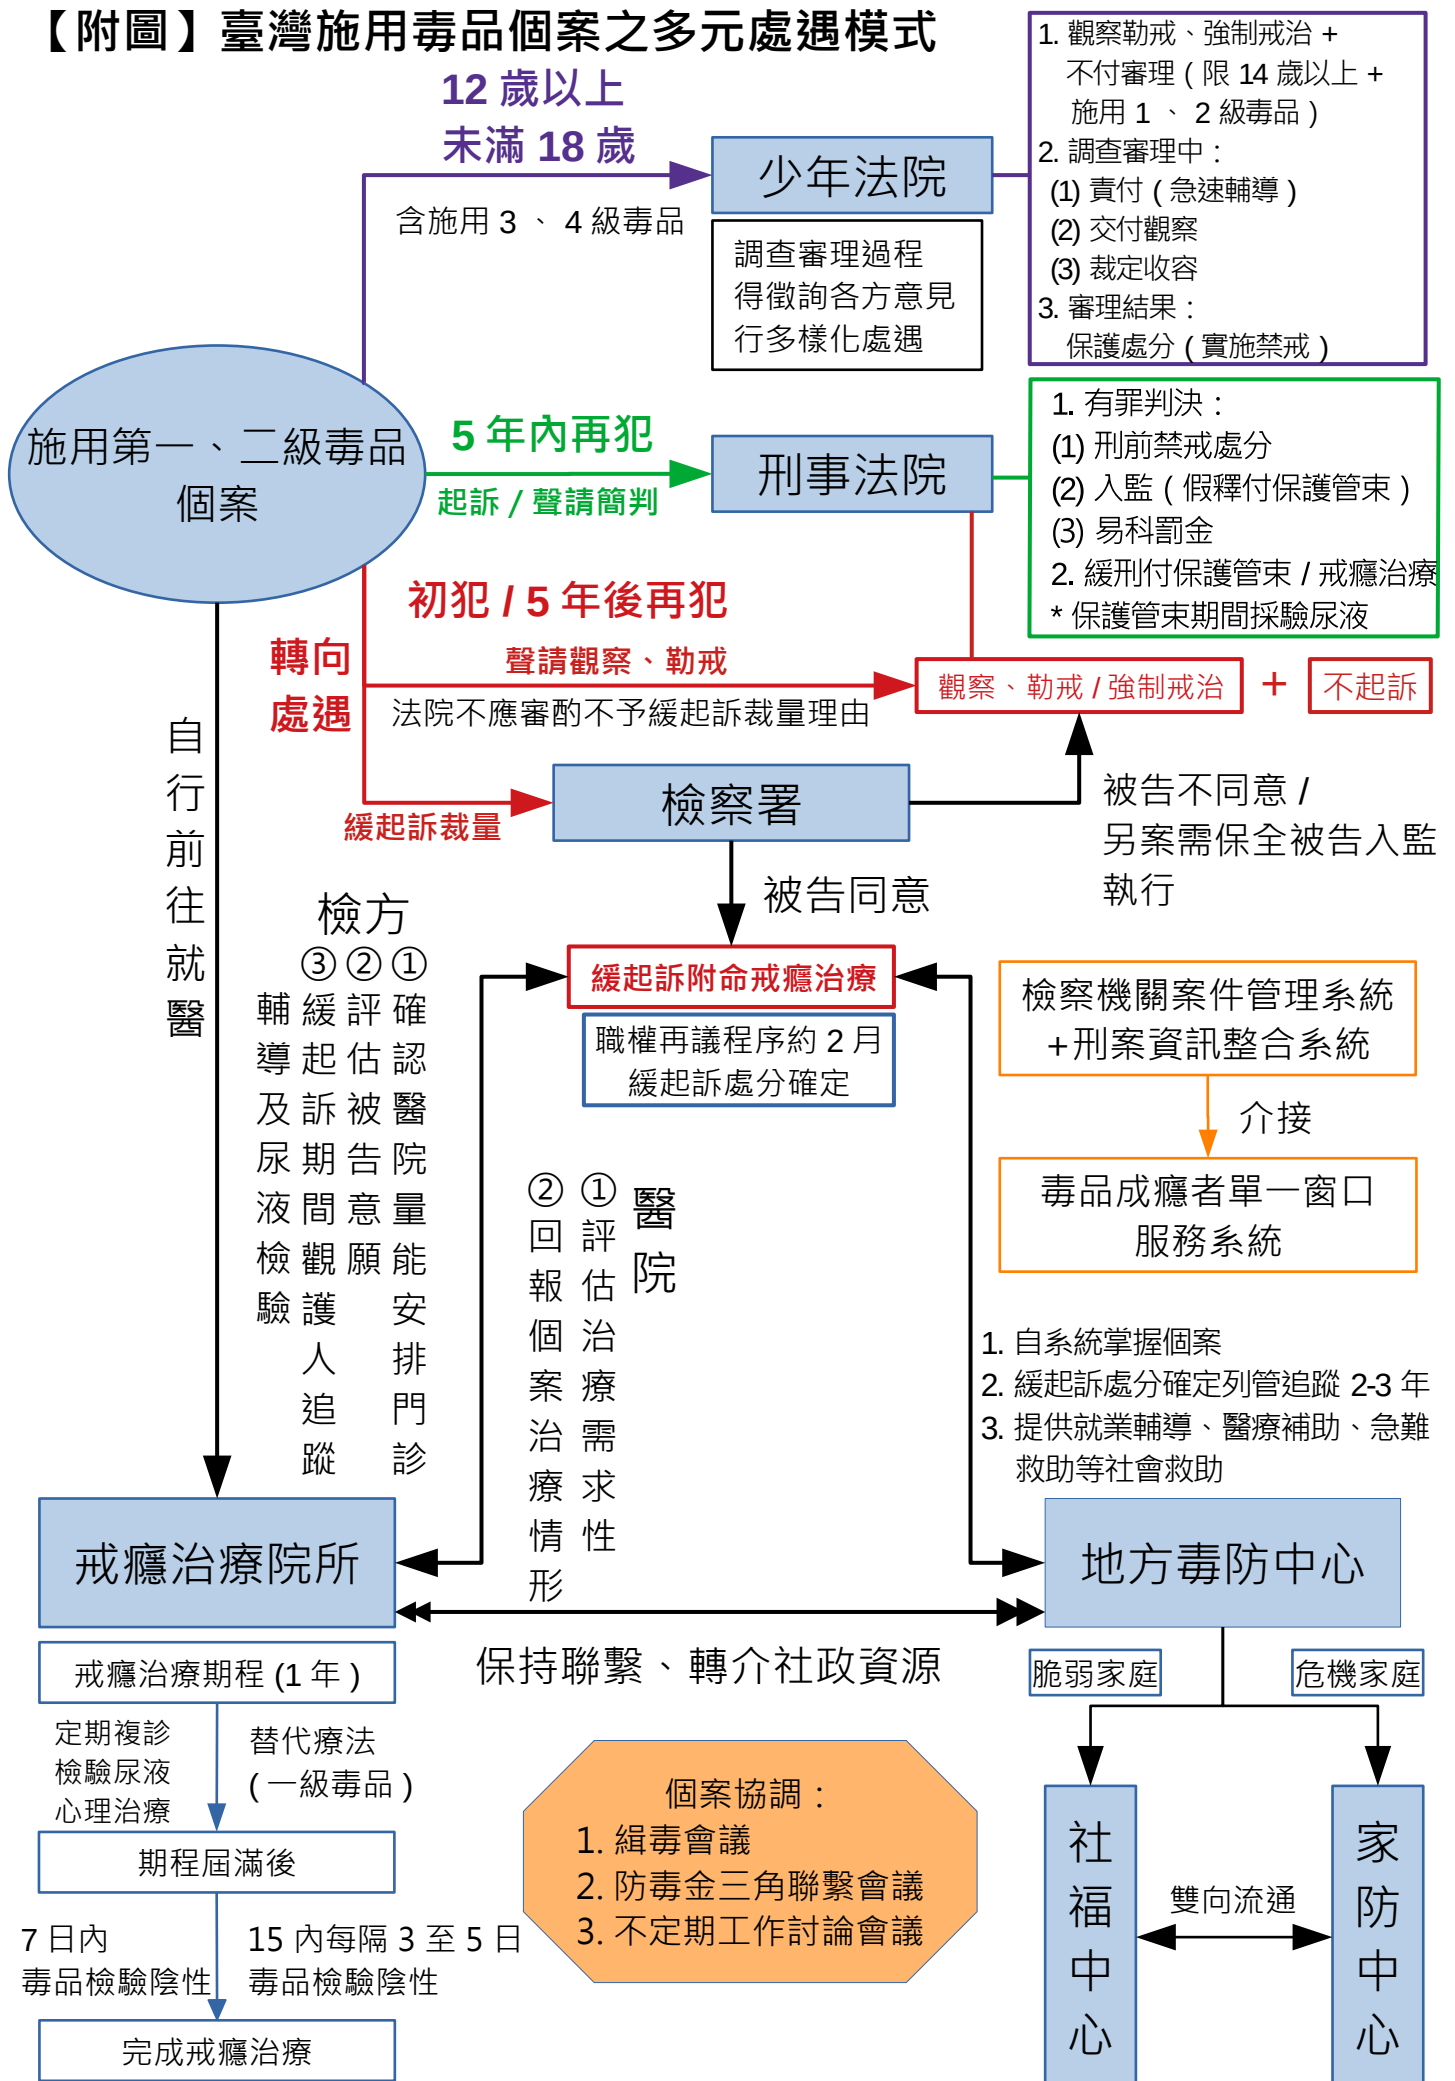 【附圖】臺灣施用毒品個案之多元處遇模式
12 歲以上
未滿 18 歲
含施用 3 、 4 級毒品
少年法院
調查審理過程
得徵詢各方意見
行多樣化處遇
1. 觀察勒戒、強制戒治 +
不付審理 ( 限 14 歲以上 +
施用 1 、 2 級毒品 )
2. 調查審理中：
(1) 責付 ( 急速輔導 )
(2) 交付觀察
(3) 裁定收容
3. 審理結果：
保護處分 ( 實施禁戒 )
施用第一、二級毒品
個案
5 年內再犯
起訴 / 聲請簡判
刑事法院
1. 有罪判決：
(1) 刑前禁戒處分
(2) 入監 ( 假釋付保護管束 )
(3) 易科罰金
2. 緩刑付保護管束 / 戒癮治療
* 保護管束期間採驗尿液
初犯 / 5 年後再犯
轉向
處遇
聲請觀察、勒戒
法院不應審酌不予緩起訴裁量理由
觀察、勒戒 / 強制戒治
+
不起訴
緩起訴裁量
檢察署
被告不同意 /
另案需保全被告入監
執行
被告同意
自行前往就醫
檢方
①確認醫院量能安排門診
②評估被告意願
③緩起訴期間觀護人追蹤
輔導及尿液檢驗
緩起訴附命戒癮治療
職權再議程序約 2 月
緩起訴處分確定
檢察機關案件管理系統
+刑案資訊整合系統
介接
毒品成癮者單一窗口
服務系統
醫院
①評估治療需求性
②回報個案治療情形
1. 自系統掌握個案
2. 緩起訴處分確定列管追蹤 2-3 年
3. 提供就業輔導、醫療補助、急難
救助等社會救助
戒癮治療院所
地方毒防中心
保持聯繫、轉介社政資源
戒癮治療期程 (1 年 )
定期複診
檢驗尿液
心理治療
替代療法
( 一級毒品 )
期程屆滿後
7 日內
毒品檢驗陰性
15 內每隔 3 至 5 日
毒品檢驗陰性
完成戒癮治療
個案協調：
1. 緝毒會議
2. 防毒金三角聯繫會議
3. 不定期工作討論會議
脆弱家庭
危機家庭
社福中心
雙向流通
家防中心